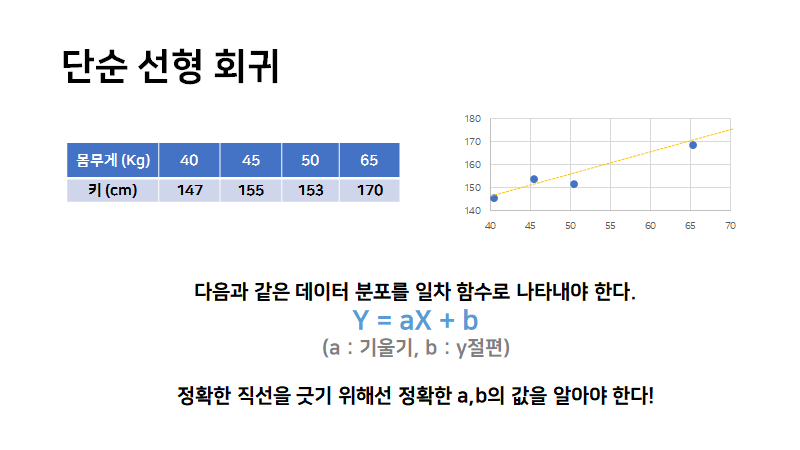 단순 선형 회귀
몸무게 (Kg) 40 45 50 65
키 (cm) 147 155 153 170
180
170
160
150
140
40 45 50 55 60 65 70
다음과 같은 데이터 분포를 일차 함수로 나타내야 한다.
Y = aX + b
(a : 기울기, b : y절편)
정확한 직선을 긋기 위해선 정확한 a,b의 값을 알아야 한다!